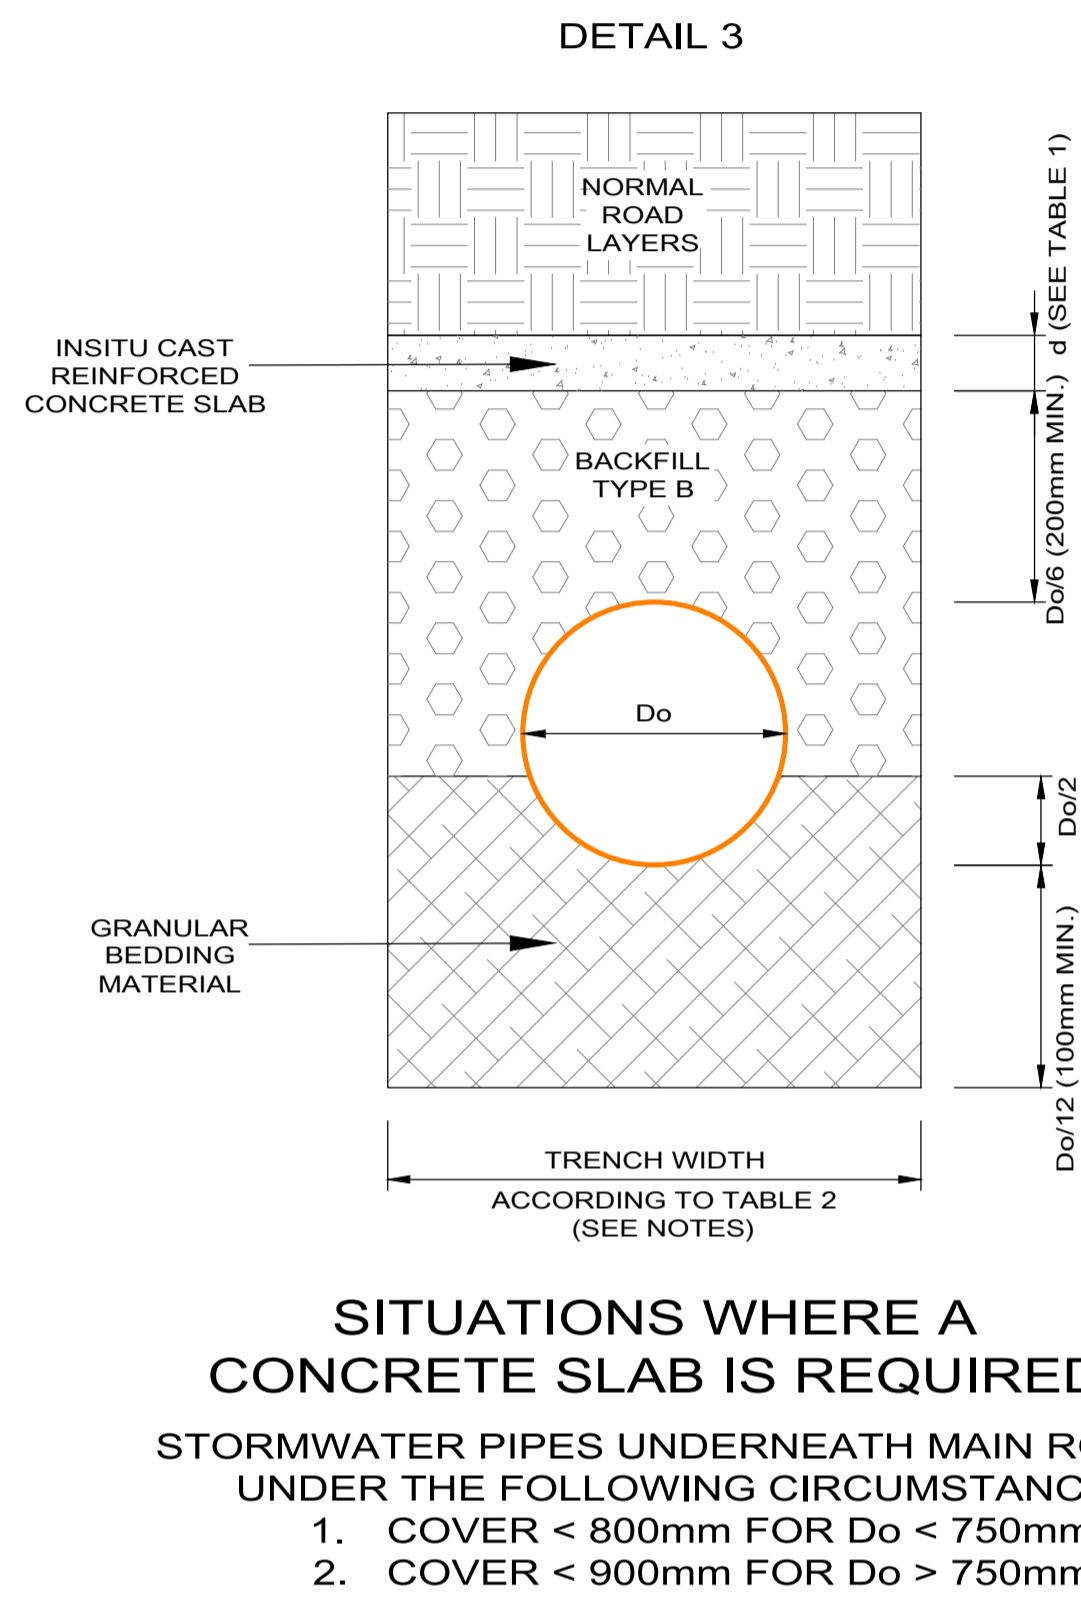 DETAIL 3
NORMAL
ROAD
LAYERS
d (SEE TABLE 1)
INSITU CAST
REINFORCED
CONCRETE SLAB
BACKFILL
TYPE B
Do/6 (200mm MIN.)
Do
Do/2
GRANULAR
BEDDING
MATERIAL
Do/12 (100mm MIN.)
TRENCH WIDTH
ACCORDING TO TABLE 2
(SEE NOTES)
SITUATIONS WHERE A
CONCRETE SLAB IS REQUIRED
STORMWATER PIPES UNDERNEATH MAIN
UNDER THE FOLLOWING
1. COVER < 800mm FOR Do < 750mm
2. COVER < 900mm FOR Do > 750mm